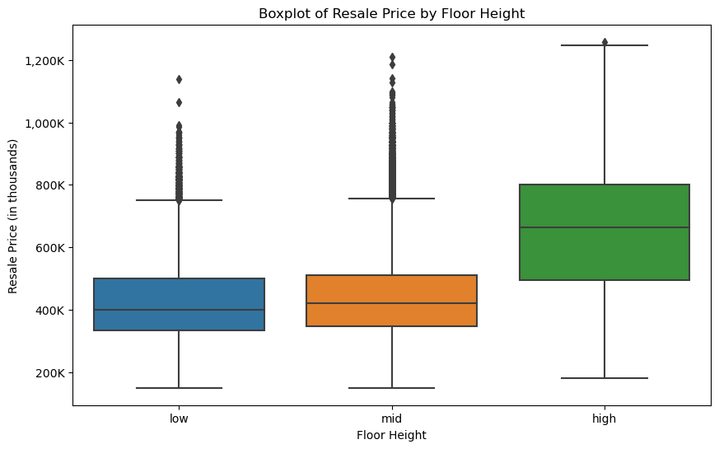 Boxplot of Resale Price by Floor Height
Resale Price (in thousands)
1,200K
1,000K
800K
600K
400K
200K
low mid high
Floor Height